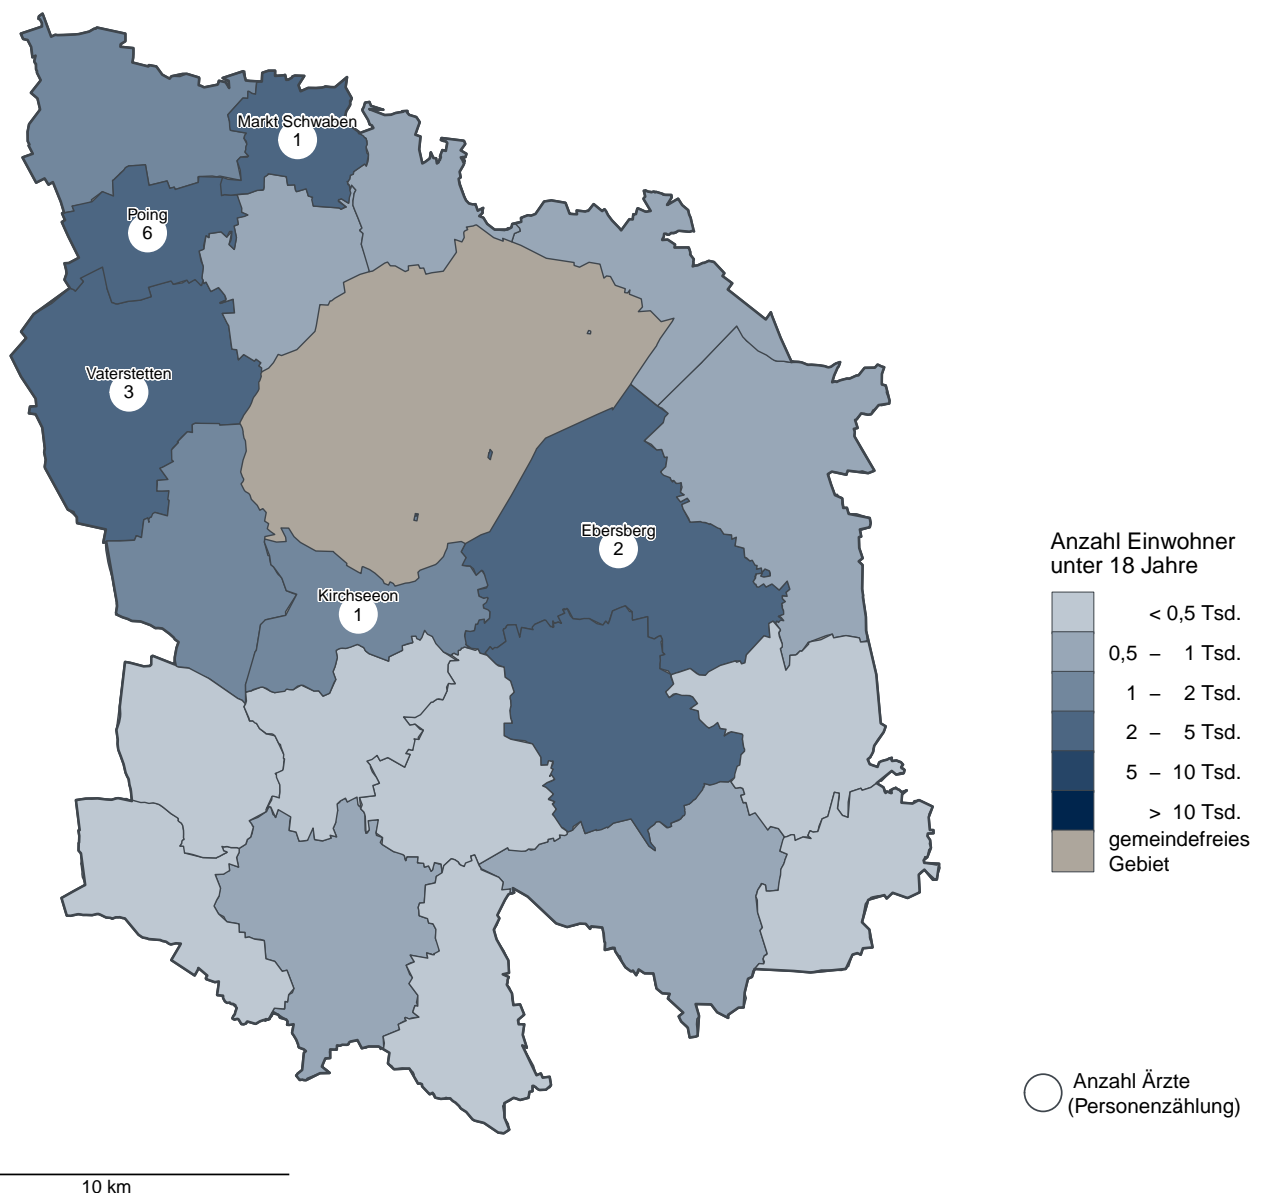 Markt Schwaben
1
Poing
6
Vaterstetten
3
Ebersberg
2
Kirchseeon
1
Anzahl Einwohner
unter 18 Jahre
< 0,5 Tsd.
0,5 – 1 Tsd.
1 – 2 Tsd.
2 – 5 Tsd.
5 – 10 Tsd.
> 10 Tsd.
gemeindefreies
Gebiet
Anzahl Ärzte
(Personenzählung)
10 km